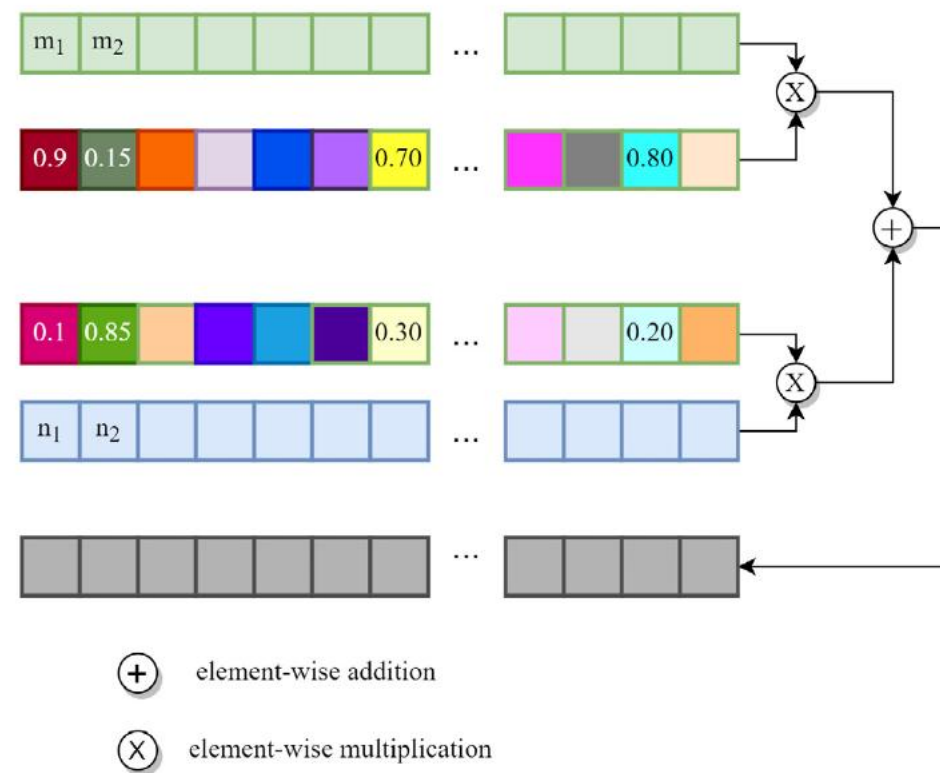 m₁ m₂ ...
X
0.9 0.15 0.70 ... 0.80
+
0.1 0.85 0.30 ... 0.20
X
n₁ n₂ ...
...
+ element-wise addition
X element-wise multiplication